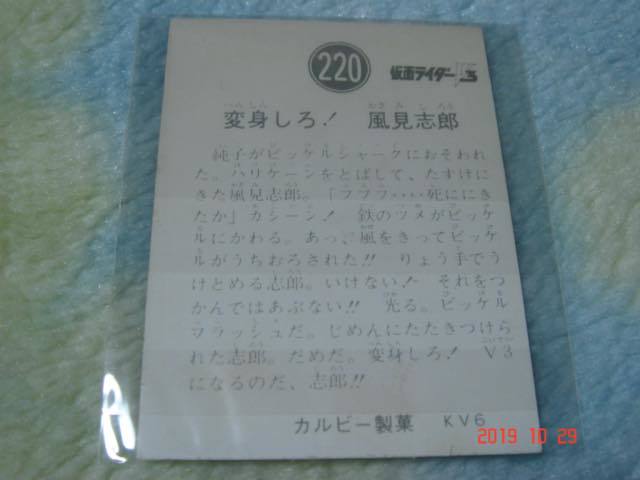 220 仮面ライダーV3
変身しろ! 風見志郎
純子がピッケルシャークにおそわれ
た。ハリケーンをとばして、たすけに
きた風見志郎。「フフフ‥‥死ににき
たか」カシーン! 鉄のツメがピッケ
ルにかわる。あっ、風をきってピッケ
ルがうちおろされた!! りょう手でう
けとめる志郎。いけない! それをつ
かんではあぶない!! 光る。ピッケル
フラッシュだ。じめんにたたきつけら
れた志郎。だめだ。変身しろ! V3
になるのだ、志郎!!
カルビー製菓 KV6
2019 10 29